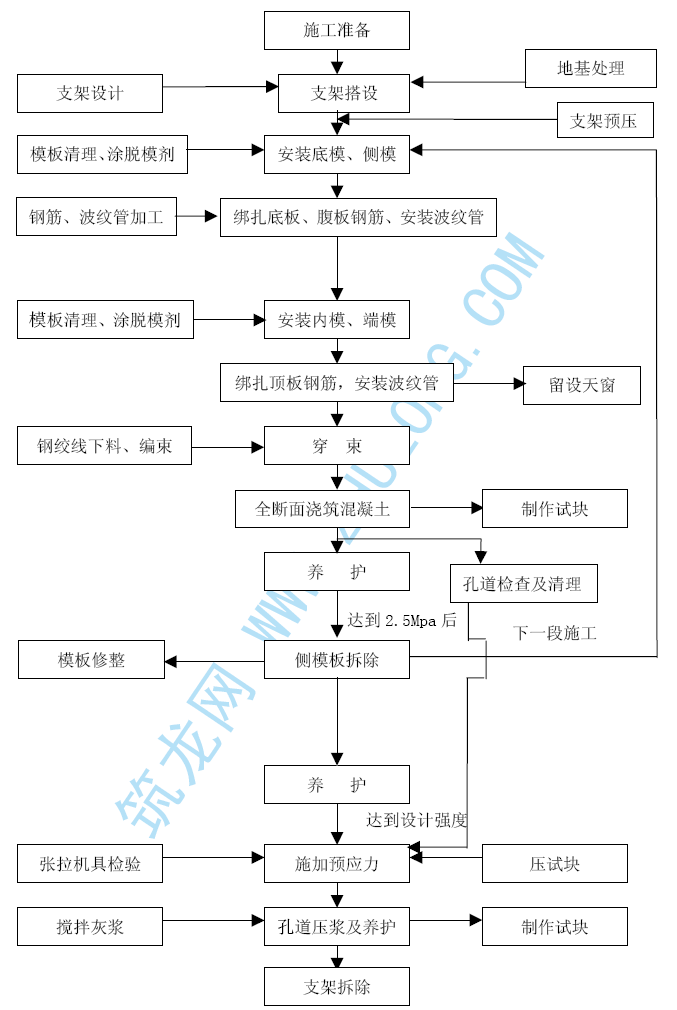 施工准备
地基处理
支架设计
支架搭设
支架预压
模板清理、涂脱模剂
安装底模、侧模
钢筋、波纹管加工
绑扎底板、腹板钢筋、安装波纹管
模板清理、涂脱模剂
安装内模、端模
绑扎顶板钢筋，安装波纹管
留设天窗
钢绞线下料、编束
穿 束
全断面浇筑混凝土
制作试块
养 护
孔道检查及清理
达到2.5Mpa后
下一段施工
模板修整
侧模板拆除
养 护
达到设计强度
张拉机具检验
施加预应力
压试块
搅拌灰浆
孔道压浆及养护
制作试块
支架拆除
筑龙网 WWW.ZHULONG.COM